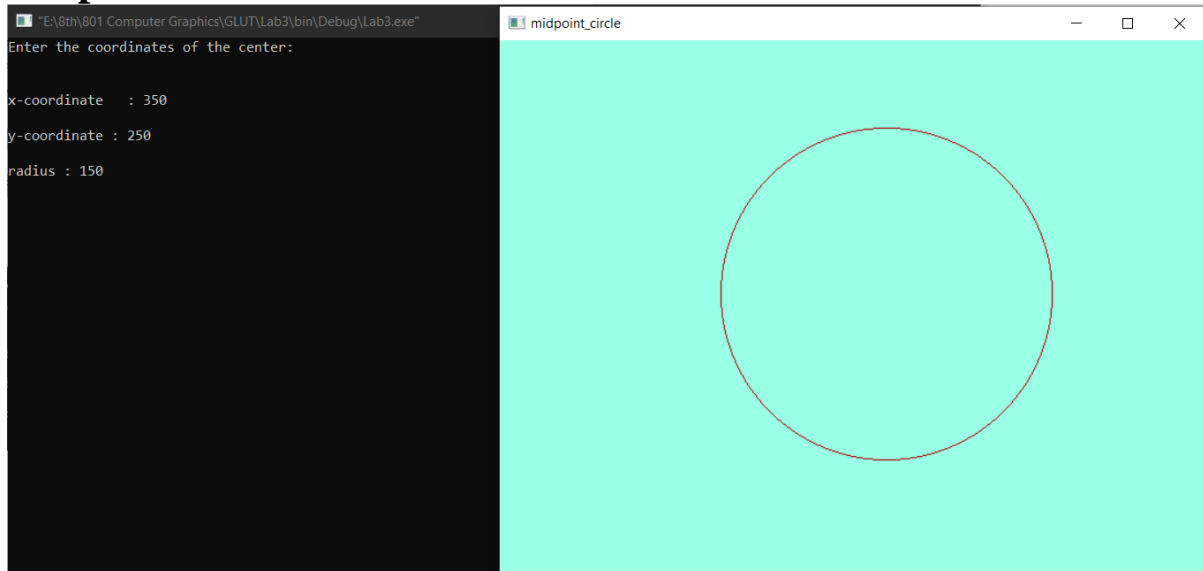 "E:\8th\801 Computer Graphics\GLUT\Lab3\bin\Debug\Lab3.exe"
Enter the coordinates of the center:
x-coordinate   : 350
y-coordinate : 250
radius : 150
midpoint_circle